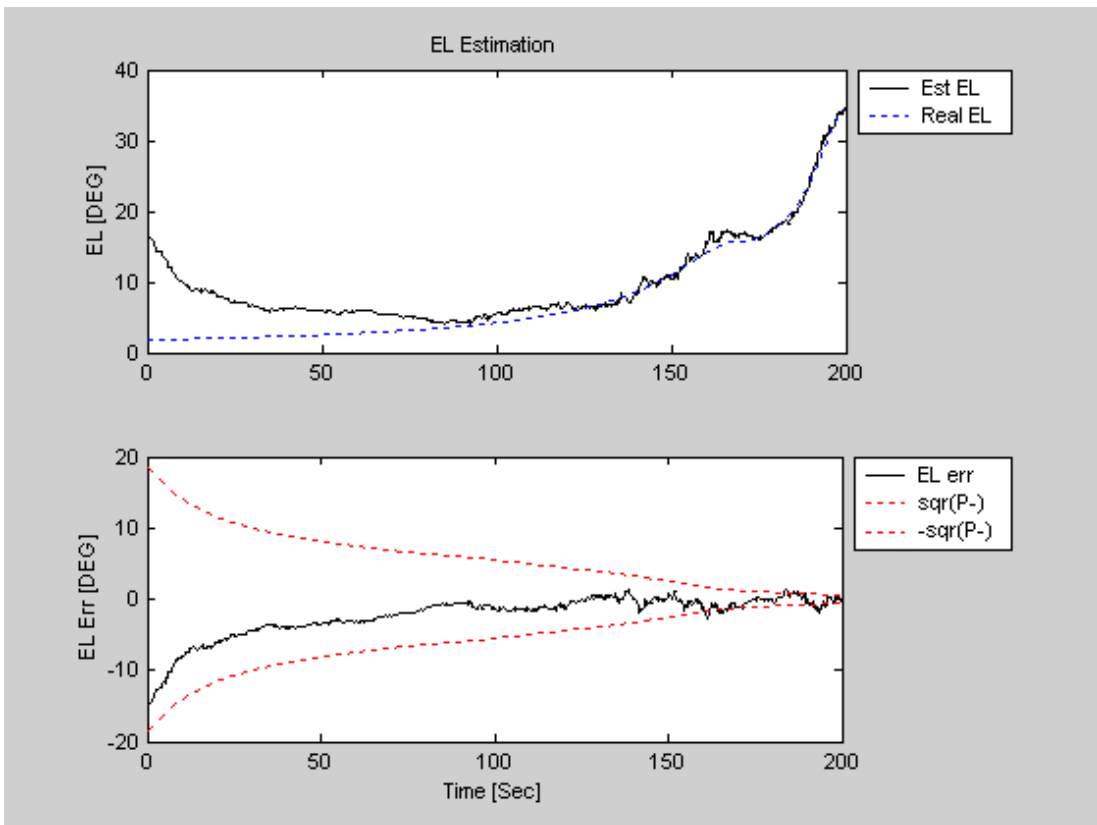 EL Estimation
40
30
20
10
0
EL [DEG]
0 50 100 150 200
Est EL
Real EL
20
10
0
-10
-20
EL Err [DEG]
0 50 100 150 200
Time [Sec]
EL err
sqr(P-)
-sqr(P-)